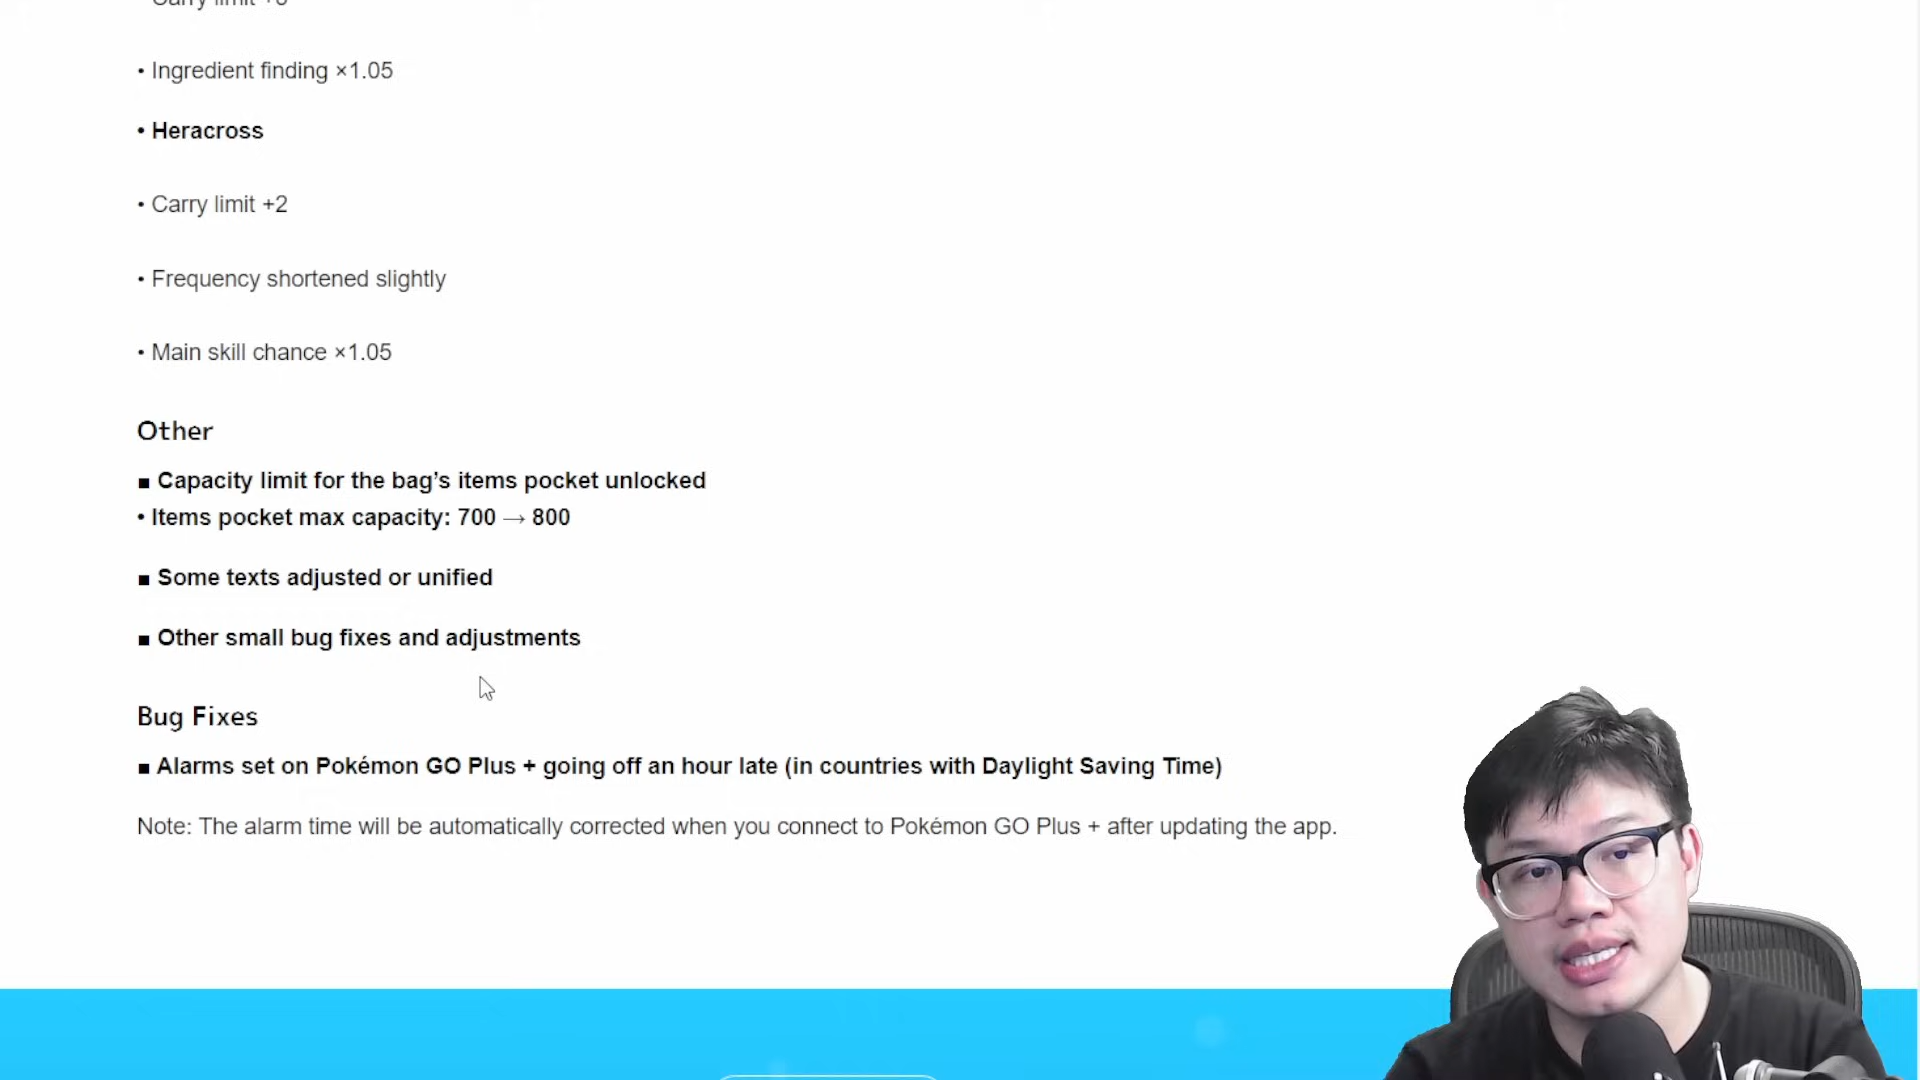 • Ingredient finding ×1.05
• Heracross
• Carry limit +2
• Frequency shortened slightly
• Main skill chance ×1.05
Other
■ Capacity limit for the bag’s items pocket unlocked
• Items pocket max capacity: 700 → 800
■ Some texts adjusted or unified
■ Other small bug fixes and adjustments
Bug Fixes
■ Alarms set on Pokémon GO Plus + going off an hour late (in countries with Daylight Saving Time)
Note: The alarm time will be automatically corrected when you connect to Pokémon GO Plus + after updating the app.